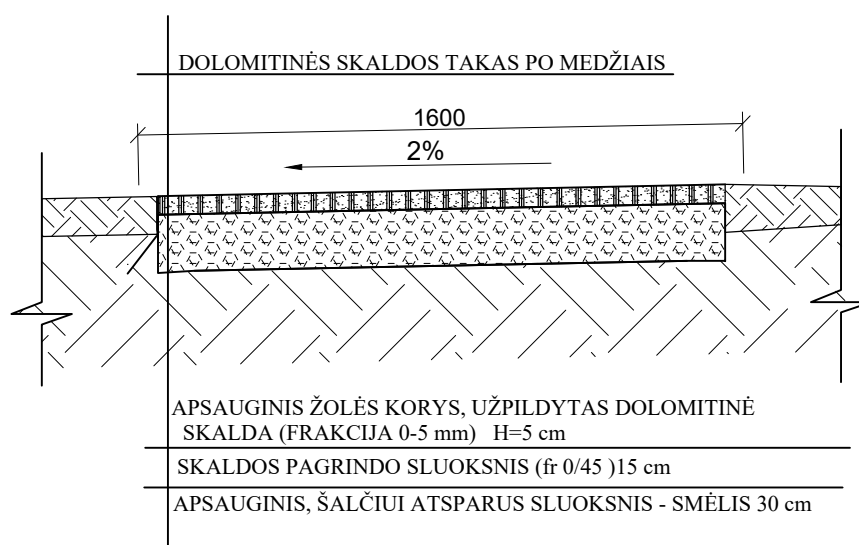 DOLOMITINĖS SKALDOS TAKAS PO MEDŽIAIS
1600
2%
APSAUGINIS ŽOLĖS KORYS, UŽPILDYTAS DOLOMITINĖ
SKALDA (FRAKCIJA 0-5 mm) H=5 cm
SKALDOS PAGRINDO SLUOKSNIS (fr 0/45 )15 cm
APSAUGINIS, ŠALČIUI ATSPARUS SLUOKSNIS - SMĖLIS 30 cm